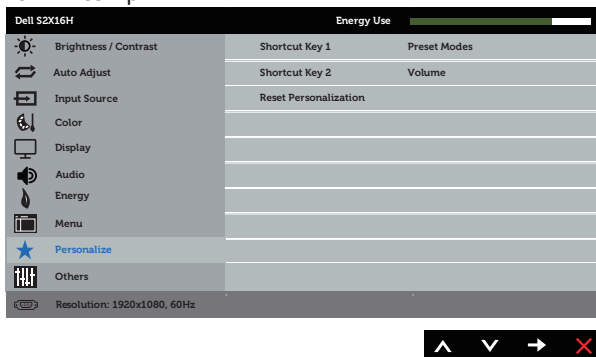 Dell S2X16H Energy Use
Brightness / Contrast Shortcut Key 1 Preset Modes
Auto Adjust Shortcut Key 2 Volume
Input Source Reset Personalization
Color
Display
Audio
Energy
Menu
Personalize
Others
Resolution: 1920x1080, 60Hz